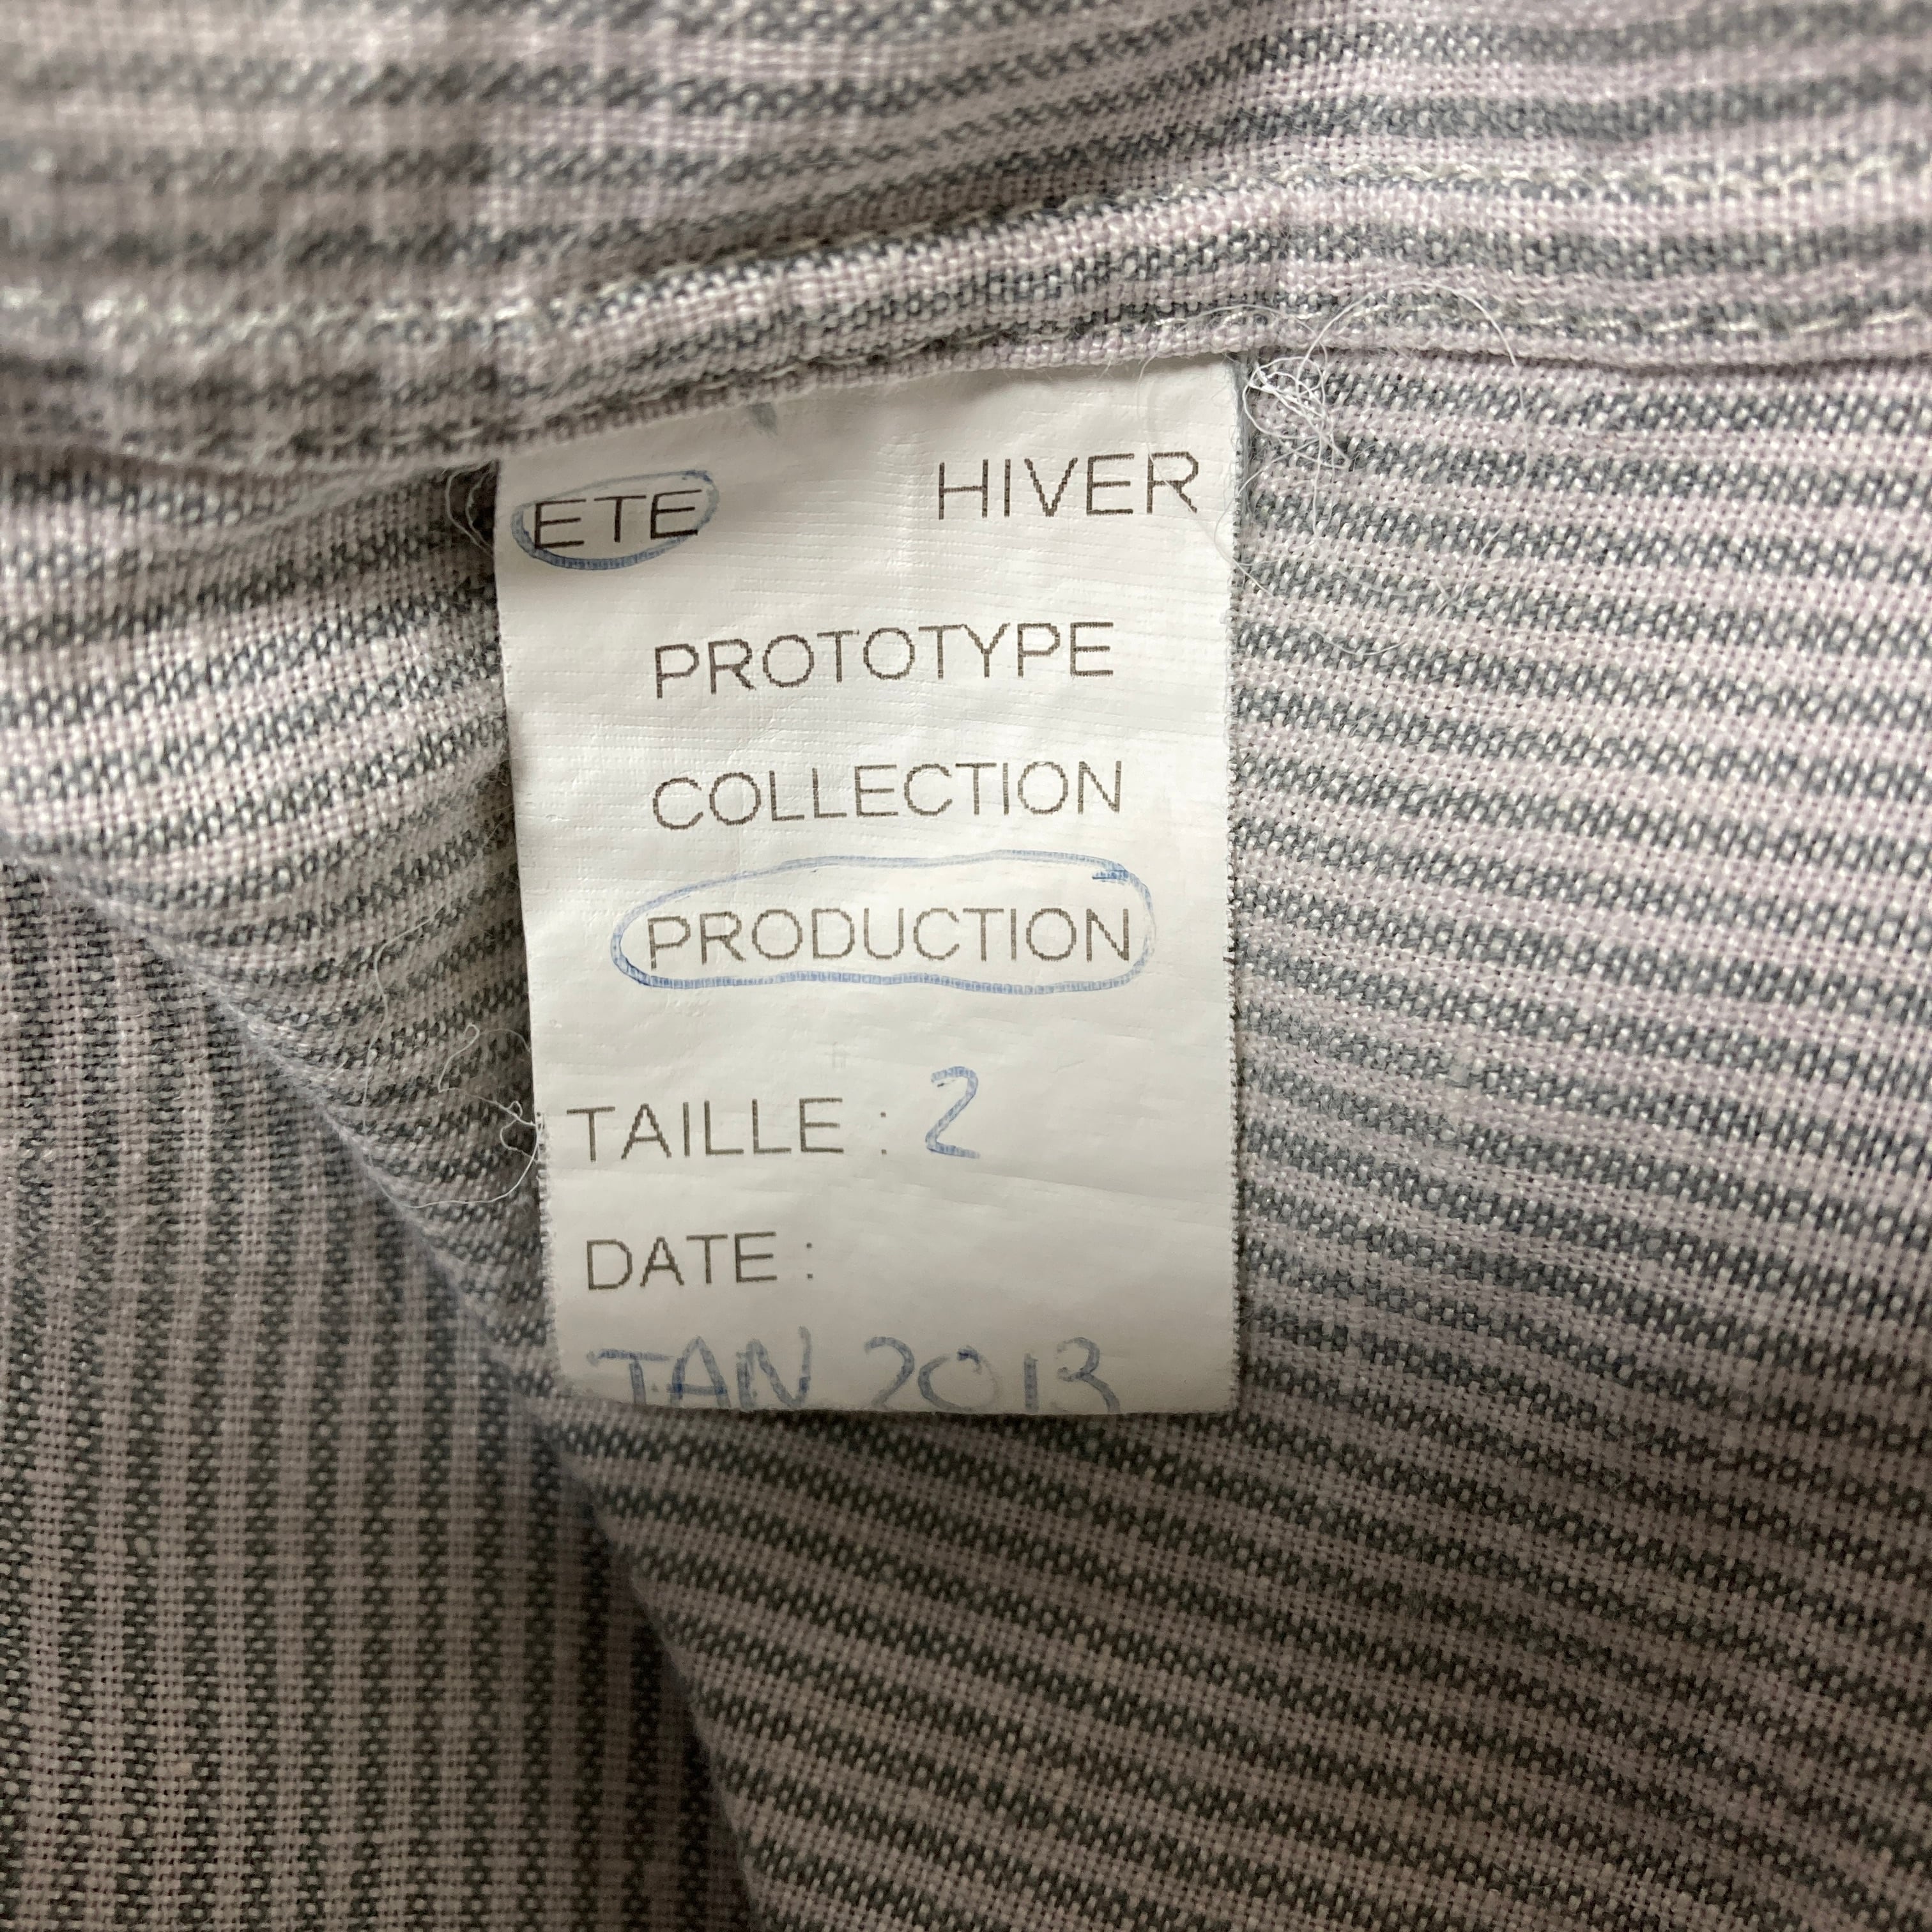 ETE HIVER
PROTOTYPE
COLLECTION
PRODUCTION
TAILLE : 2
DATE :
JAN 2013